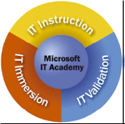 IT Instruction
Microsoft
IT Academy
IT Immersion
IT Validation